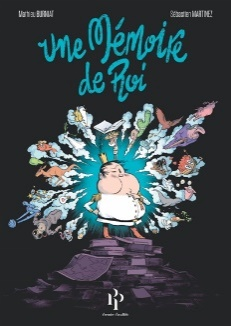 Mathieu BURNIAT
Sébastien MARTINEZ
Une Mémoire
de Roi